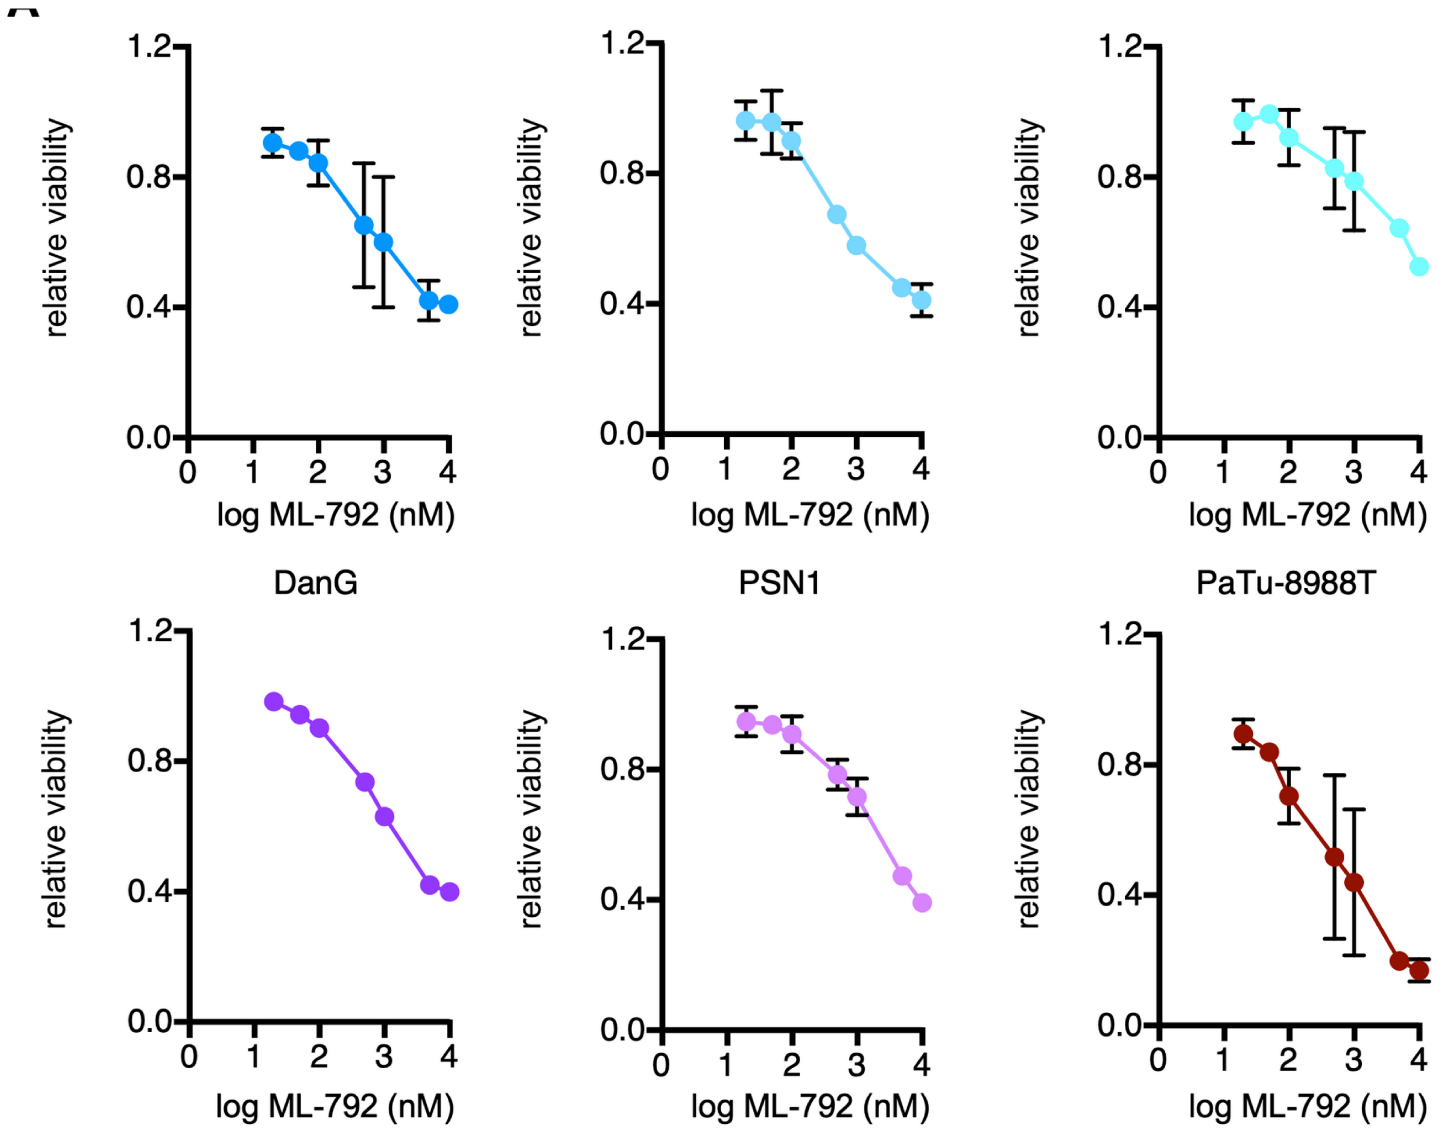 1.2 1.2 1.2
relative viability relative viability relative viability
0.8 0.8 0.8
0.4 0.4 0.4
0.0 0.0 0.0
0 1 2 3 4 0 1 2 3 4 0 1 2 3 4
log ML-792 (nM) log ML-792 (nM) log ML-792 (nM)
DanG PSN1 PaTu-8988T
1.2 1.2 1.2
relative viability relative viability relative viability
0.8 0.8 0.8
0.4 0.4 0.4
0.0 0.0 0.0
0 1 2 3 4 0 1 2 3 4 0 1 2 3 4
log ML-792 (nM) log ML-792 (nM) log ML-792 (nM)